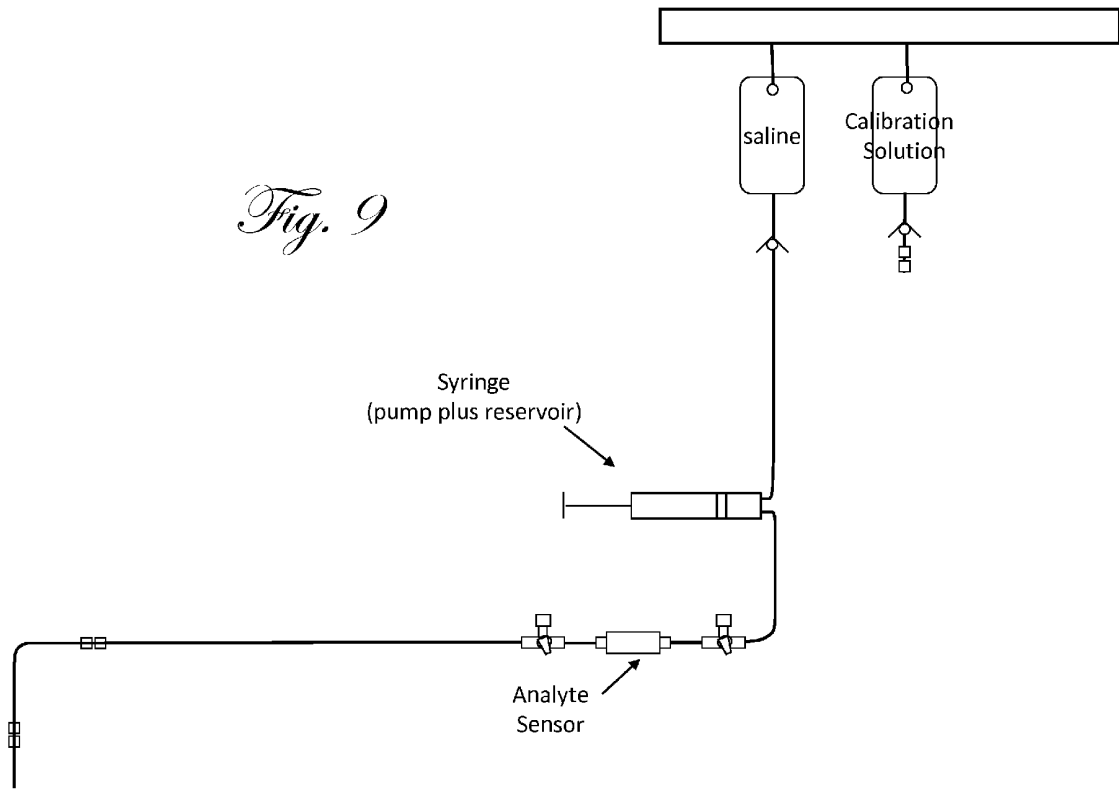 saline
Calibration
Solution
Fig. 9
Syringe
(pump plus reservoir)
Analyte
Sensor